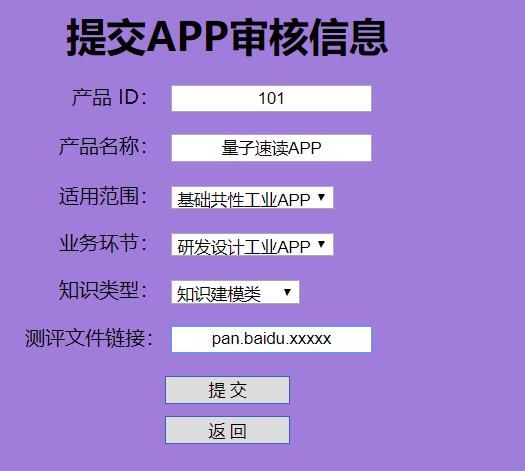 提交APP审核信息
产品 ID： 101
产品名称： 量子速读APP
适用范围： 基础共性工业APP
业务环节： 研发设计工业APP
知识类型： 知识建模类
测评文件链接： pan.baidu.xxxxx
提 交
返 回